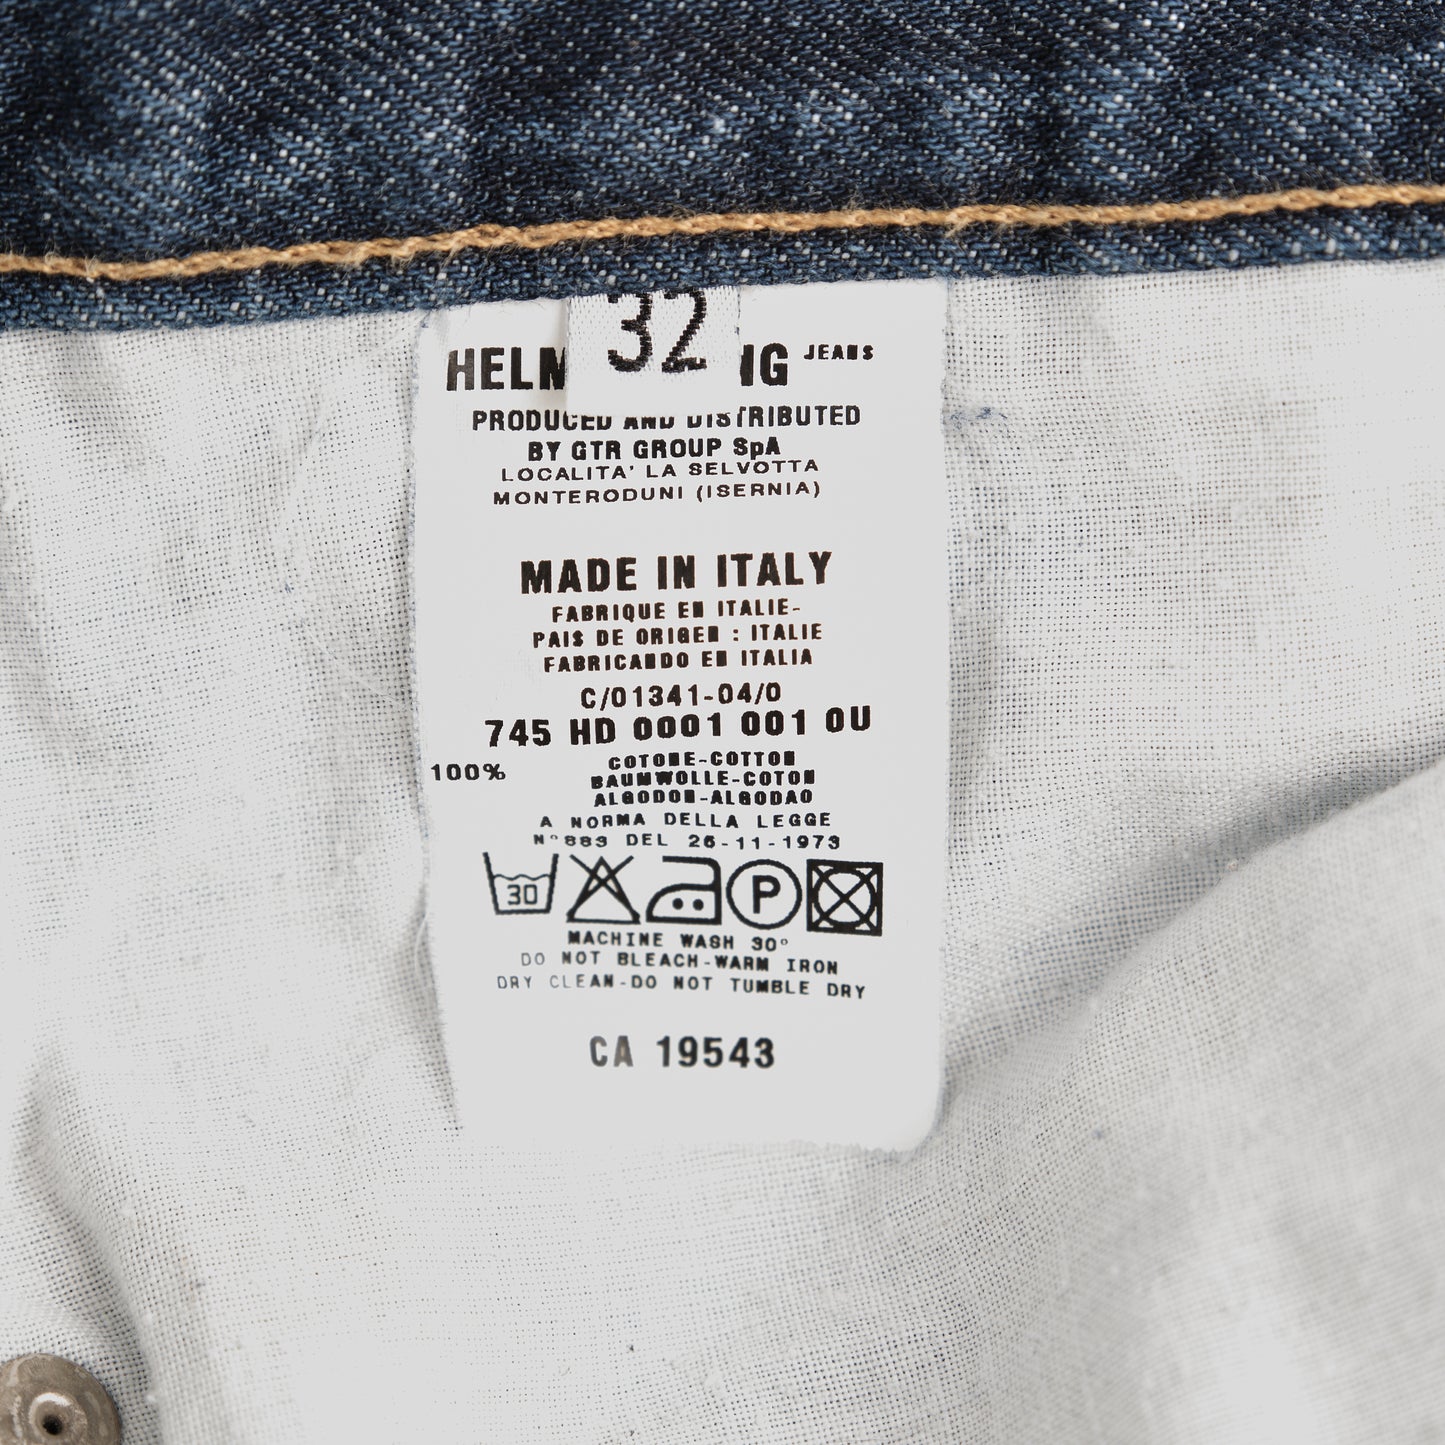 32
JEANS
PRODUCED AND DISTRIBUTED
BY GTR GROUP SpA
LOCALITA' LA SELVOTTA
MONTERODUNI (ISERNIA)
MADE IN ITALY
FABRIQUE EN ITALIE-
PAIS DE ORIGEN : ITALIE
FABRICANDO EN ITALIA
C/01341-04/0
745 HD 0001 001 0U
COTONE-COTTON
100% BAUMWOLLE-COTON
ALGODON-ALGODAO
A NORMA DELLA LEGGE
N°883 DEL 26-11-1973
30 P
MACHINE WASH 30°
DO NOT BLEACH-WARM IRON
DRY CLEAN-DO NOT TUMBLE DRY
CA 19543